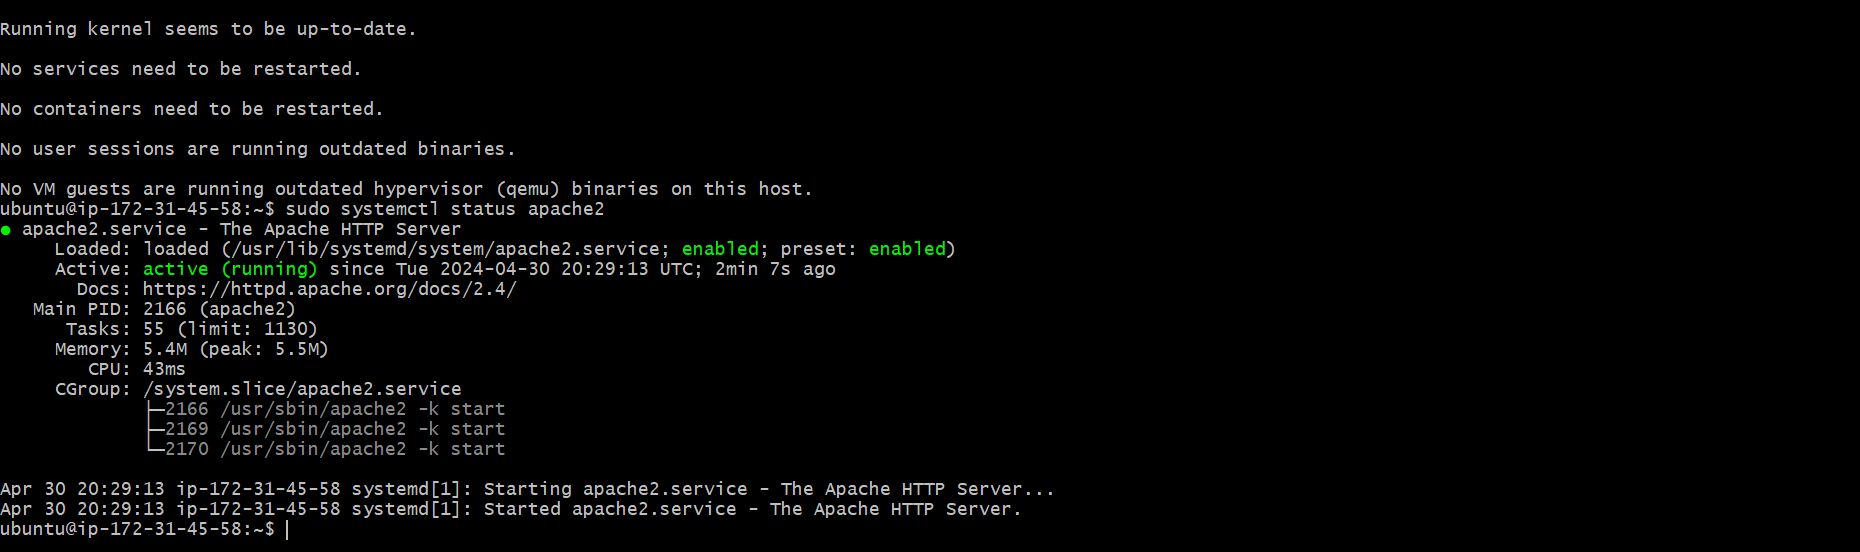 Running kernel seems to be up-to-date.
No services need to be restarted.
No containers need to be restarted.
No user sessions are running outdated binaries.
No VM guests are running outdated hypervisor (qemu) binaries on this host.
ubuntu@ip-172-31-45-58:~$ sudo systemctl status apache2
● apache2.service - The Apache HTTP Server
     Loaded: loaded (/usr/lib/systemd/system/apache2.service; enabled; preset: enabled)
     Active: active (running) since Tue 2024-04-30 20:29:13 UTC; 2min 7s ago
       Docs: https://httpd.apache.org/docs/2.4/
   Main PID: 2166 (apache2)
      Tasks: 55 (limit: 1130)
     Memory: 5.4M (peak: 5.5M)
        CPU: 43ms
     CGroup: /system.slice/apache2.service
             ├─2166 /usr/sbin/apache2 -k start
             ├─2169 /usr/sbin/apache2 -k start
             └─2170 /usr/sbin/apache2 -k start
Apr 30 20:29:13 ip-172-31-45-58 systemd[1]: Starting apache2.service - The Apache HTTP Server...
Apr 30 20:29:13 ip-172-31-45-58 systemd[1]: Started apache2.service - The Apache HTTP Server.
ubuntu@ip-172-31-45-58:~$